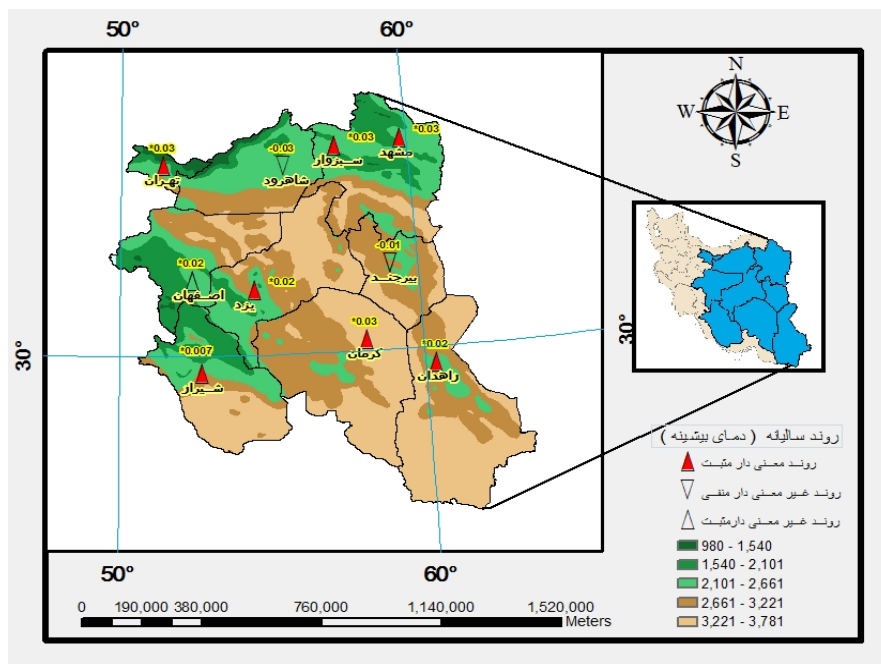 50° 60°
N
W E
S
*0.03 تهران
-0.03 شاهرود
*0.03 سبزوار
*0.03 مشهد
-0.01 بیرجند
*0.02 اصفهان
*0.02 یزد
*0.03 کرمان
*0.02 زاهدان
*0.007 شیراز
30° 30°
50° 60°
روند سالیانه ( دمای بیشینه )
روند معنی دار مثبت
روند غیر معنی دار منفی
روند غیر معنی دارمثبت
980 - 1,540
1,540 - 2,101
2,101 - 2,661
2,661 - 3,221
3,221 - 3,781
0 190,000 380,000 760,000 1,140,000 1,520,000
Meters